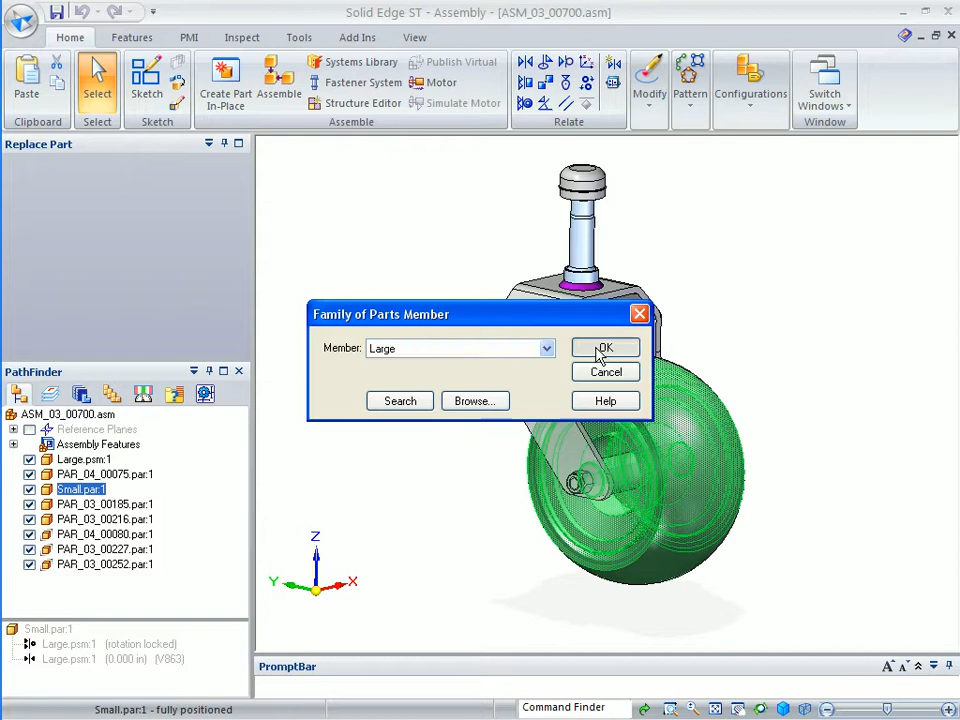 Solid Edge ST - Assembly - [ASM_03_00700.asm]
Home Features PMI Inspect Tools Add Ins View
Paste
Clipboard
Select
Select
Sketch
Sketch
Create Part In-Place
Assemble
Systems Library
Fastener System
Structure Editor
Publish Virtual
Motor
Simulate Motor
Assemble
Relate
Modify
Pattern
Configurations
Switch Windows
Window
Replace Part
Family of Parts Member
Member: Large
OK
Cancel
Search
Browse...
Help
PathFinder
ASM_03_00700.asm
Reference Planes
Assembly Features
Large.psm:1
PAR_04_00075.par:1
Small.par:1
PAR_03_00185.par:1
PAR_03_00216.par:1
PAR_04_00080.par:1
PAR_03_00227.par:1
PAR_03_00252.par:1
Z
Y
X
Small.par:1
Large.psm:1 (rotation locked)
Large.psm:1 (0.000 in) (V863)
PromptBar
Small.par:1 - fully positioned
Command Finder